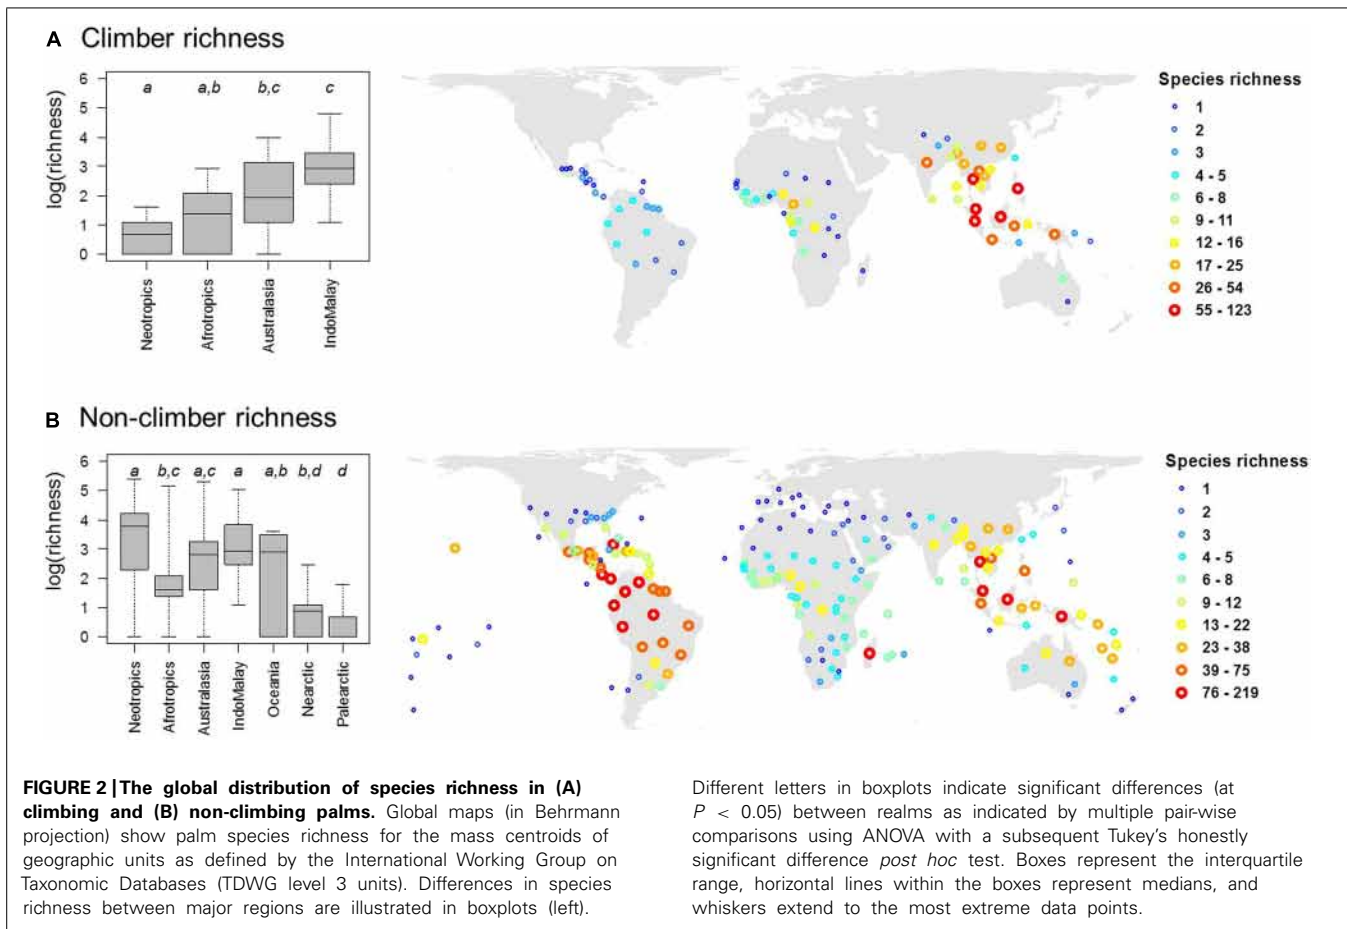 A Climber richness
6
5
4
3
2
1
0
log(richness)
a a,b b,c c
Neotropics
Afrotropics
Australasia
IndoMalay
Species richness
1
2
3
4 - 5
6 - 8
9 - 11
12 - 16
17 - 25
26 - 54
55 - 123
B Non-climber richness
6
5
4
3
2
1
0
log(richness)
a b,c a,c a a,b b,d d
Neotropics
Afrotropics
Australasia
IndoMalay
Oceania
Nearctic
Palearctic
Species richness
1
2
3
4 - 5
6 - 8
9 - 12
13 - 22
23 - 38
39 - 75
76 - 219
FIGURE 2 | The global distribution of species richness in (A)
climbing and (B) non-climbing palms. Global maps (in Behrmann
projection) show palm species richness for the mass centroids of
geographic units as defined by the International Working Group on
Taxonomic Databases (TDWG level 3 units). Differences in species
richness between major regions are illustrated in boxplots (left).
Different letters in boxplots indicate significant differences (at
P < 0.05) between realms as indicated by multiple pair-wise
comparisons using ANOVA with a subsequent Tukey's honestly
significant difference post hoc test. Boxes represent the interquartile
range, horizontal lines within the boxes represent medians, and
whiskers extend to the most extreme data points.